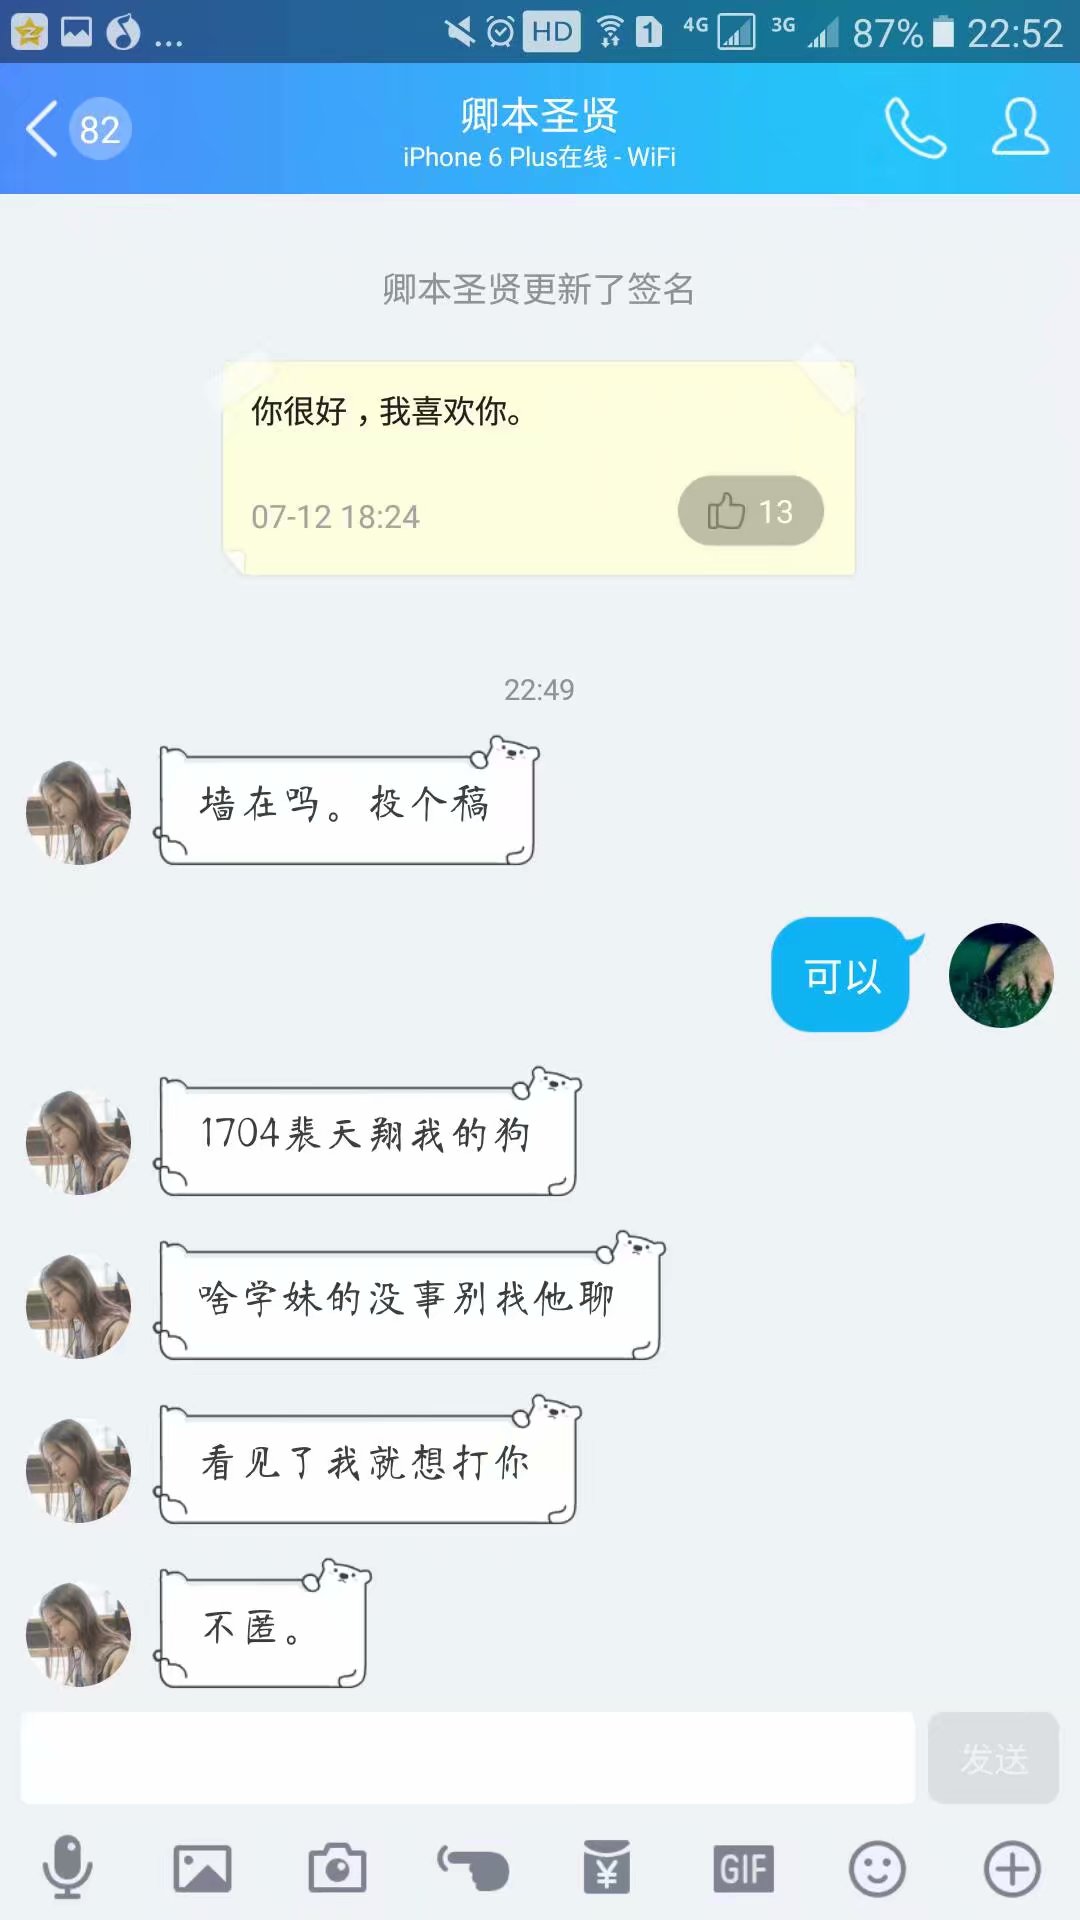 ... HD 1 4G 3G 87% 22:52
82
卿本圣贤
iPhone 6 Plus在线 - WiFi
卿本圣贤更新了签名
你很好，我喜欢你。
07-12 18:24
13
22:49
墙在吗。投个稿
可以
1704裴天翔我的狗
啥学妹的没事别找他聊
看见了我就想打你
不匿。
发送
GIF